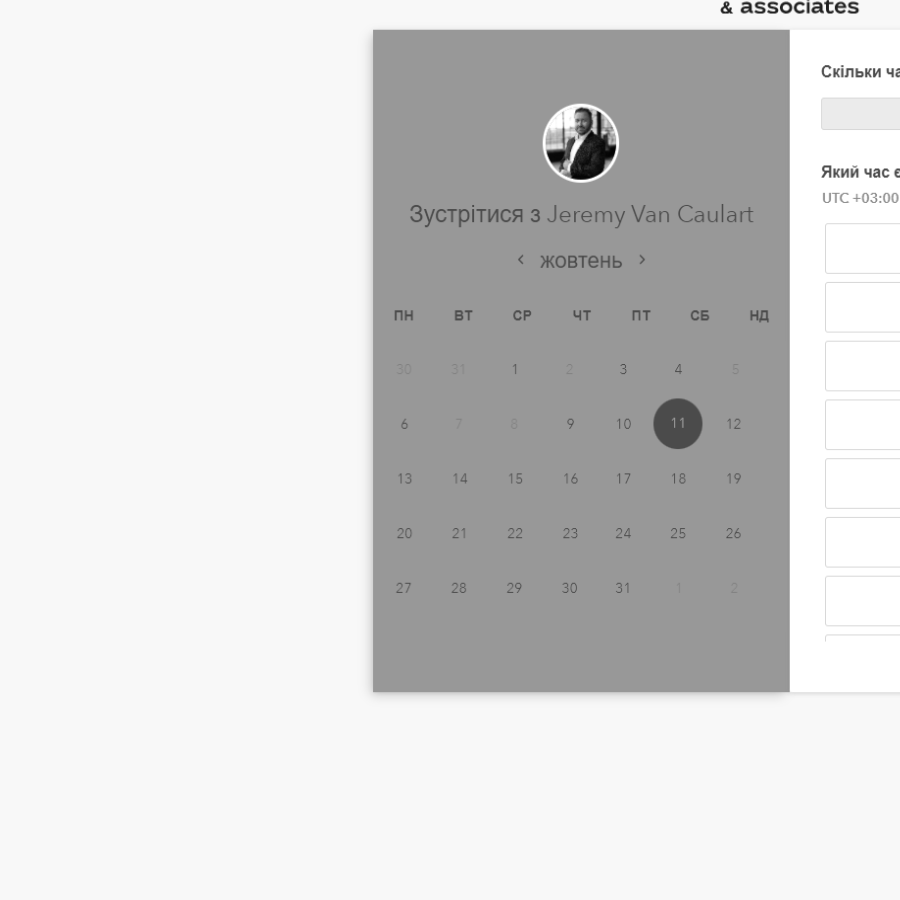 & associates
Зустрітися з Jeremy Van Caulart
жовтень
ПН ВТ СР ЧТ ПТ СБ НД
30 31 1 2 3 4 5
6 7 8 9 10 11 12
13 14 15 16 17 18 19
20 21 22 23 24 25 26
27 28 29 30 31 1 2
Скільки ча
Який час є
UTC +03:00